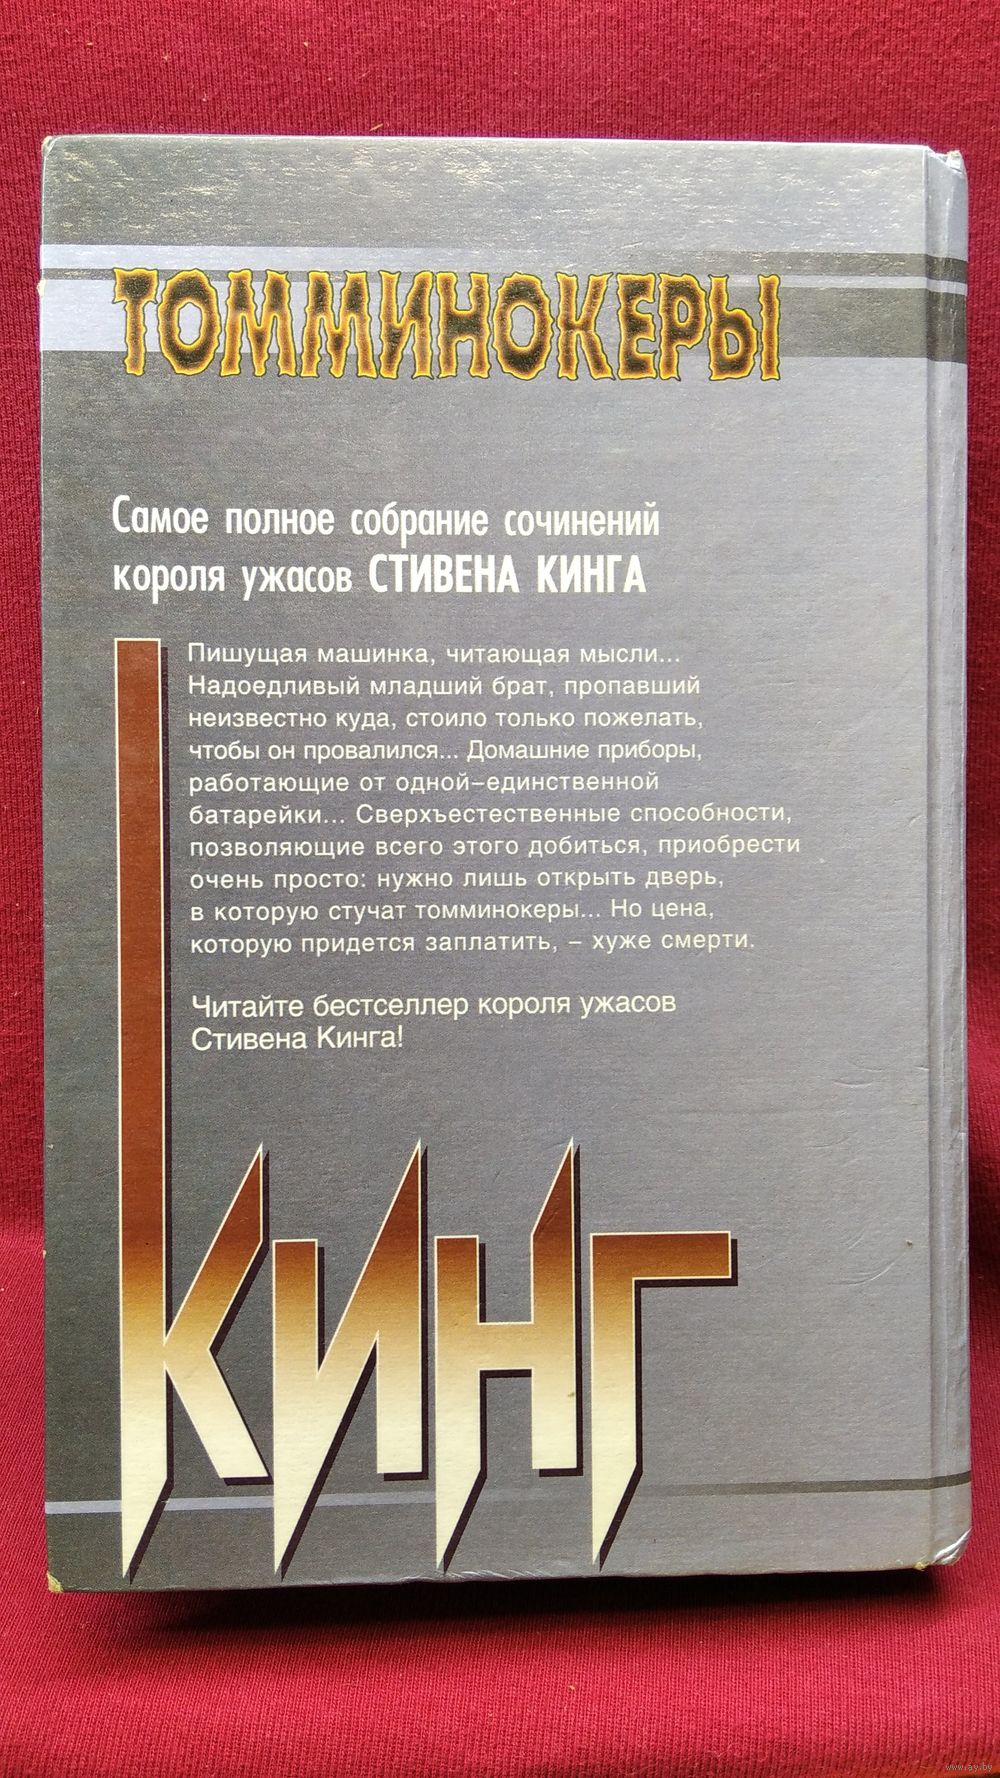 ТОММИНОКЕРЫ
Самое полное собрание сочинений
короля ужасов СТИВЕНА КИНГА
Пишущая машинка, читающая мысли...
Надоедливый младший брат, пропавший
неизвестно куда, стоило только пожелать,
чтобы он провалился... Домашние приборы,
работающие от одной–единственной
батарейки... Сверхъестественные способности,
позволяющие всего этого добиться, приобрести
очень просто: нужно лишь открыть дверь,
в которую стучат томминокеры... Но цена,
которую придется заплатить, – хуже смерти.
Читайте бестселлер короля ужасов
Стивена Кинга!
КИНГ
www.ay.by